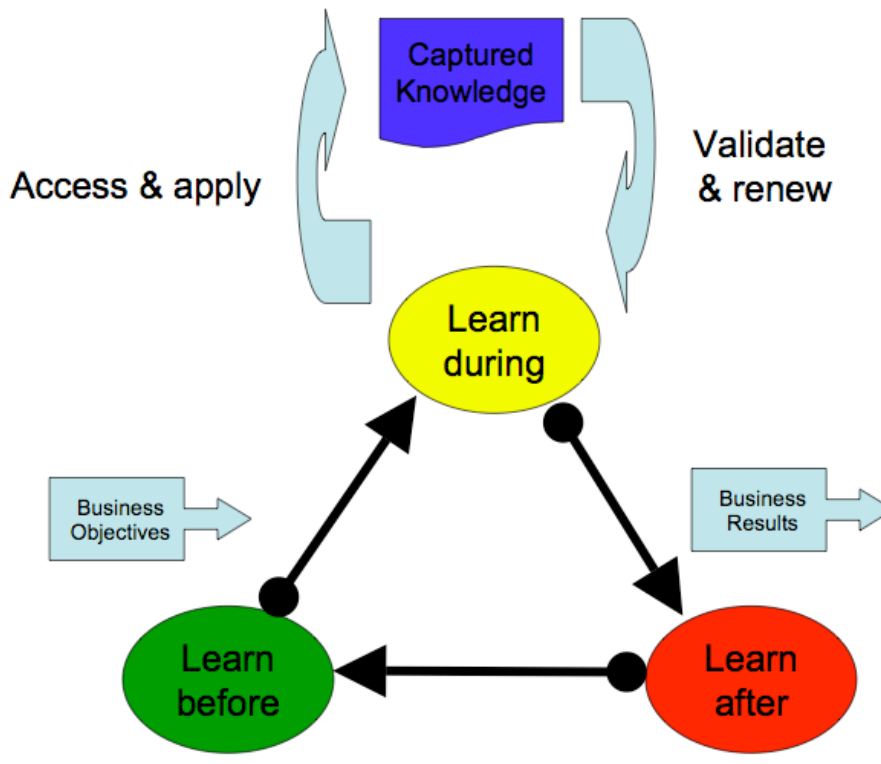 Captured
Knowledge
Access & apply
Validate
& renew
Learn
during
Business
Objectives
Business
Results
Learn
before
Learn
after